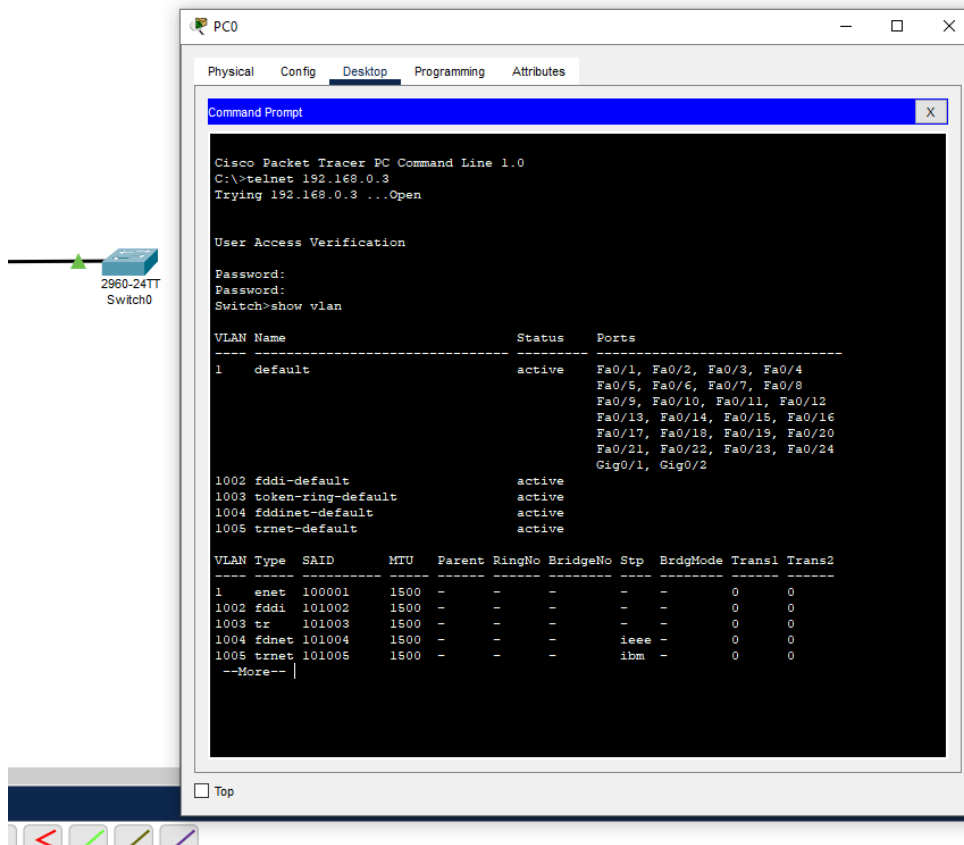 PC0
Physical Config Desktop Programming Attributes
Command Prompt
X
Cisco Packet Tracer PC Command Line 1.0
C:\>telnet 192.168.0.3
Trying 192.168.0.3 ...Open
User Access Verification
Password:
Password:
Switch>show vlan
VLAN Name Status Ports
---- -------------------------------- --------- -------------------------------
1 default active Fa0/1, Fa0/2, Fa0/3, Fa0/4
Fa0/5, Fa0/6, Fa0/7, Fa0/8
Fa0/9, Fa0/10, Fa0/11, Fa0/12
Fa0/13, Fa0/14, Fa0/15, Fa0/16
Fa0/17, Fa0/18, Fa0/19, Fa0/20
Fa0/21, Fa0/22, Fa0/23, Fa0/24
Gig0/1, Gig0/2
1002 fddi-default active
1003 token-ring-default active
1004 fddinet-default active
1005 trnet-default active
VLAN Type SAID MTU Parent RingNo BridgeNo Stp BrdgMode Trans1 Trans2
---- ----- ---------- ----- ------ ------ -------- ---- -------- ------ ------
1 enet 100001 1500 - - - - - 0 0
1002 fddi 101002 1500 - - - - - 0 0
1003 tr 101003 1500 - - - - - 0 0
1004 fdnet 101004 1500 - - - ieee - 0 0
1005 trnet 101005 1500 - - - ibm - 0 0
--More--
Top
2960-24TT
Switch0